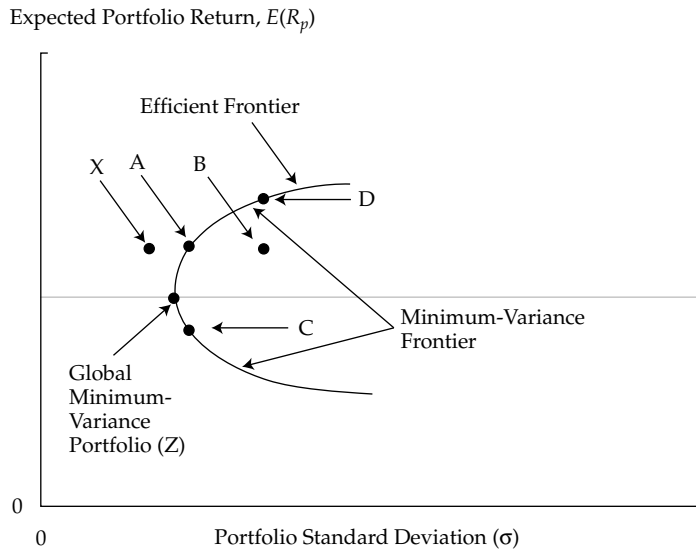 Expected Portfolio Return, E(Rp)
Efficient Frontier
X
A
B
D
C
Minimum-Variance
Frontier
Global
Minimum-
Variance
Portfolio (Z)
0
0
Portfolio Standard Deviation (σ)